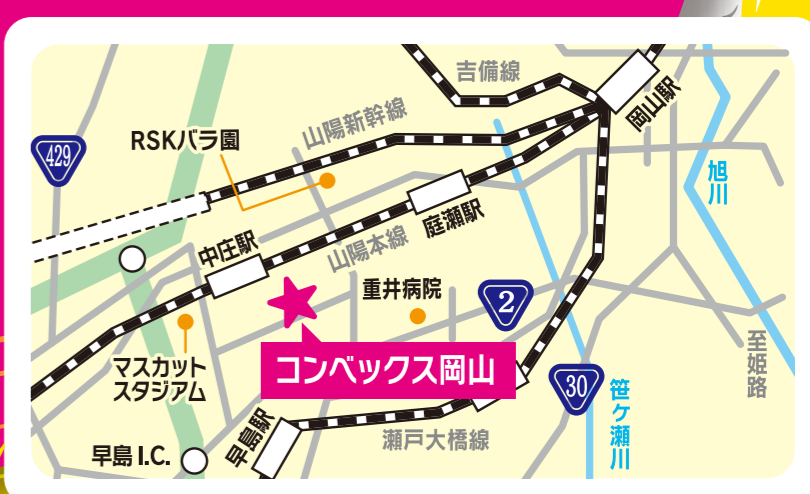 吉備線
岡山駅
山陽新幹線
429
RSKバラ園
旭川
庭瀬駅
中庄駅
山陽本線
重井病院
2
マスカット
スタジアム
コンベックス岡山
至姫路
30
笹ヶ瀬川
早島駅
瀬戸大橋線
早島 I.C.